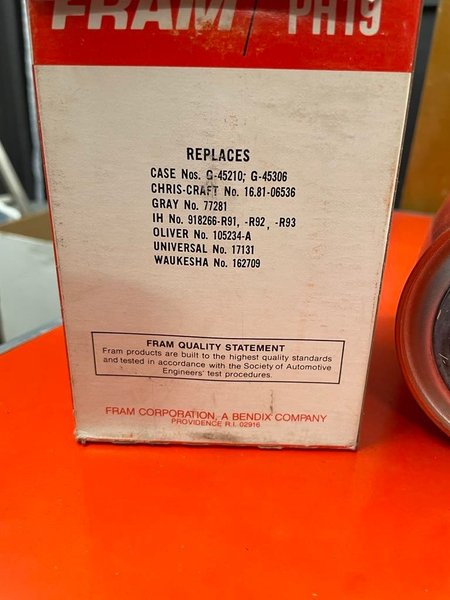 FRAM PH19
REPLACES
CASE Nos. G-45210; G-45306
CHRIS-CRAFT No. 16.81-06536
GRAY No. 77281
IH No. 918266-R91, -R92, -R93
OLIVER No. 105234-A
UNIVERSAL No. 17131
WAUKESHA No. 162709
FRAM QUALITY STATEMENT
Fram products are built to the highest quality standards
and tested in accordance with the Society of Automotive
Engineers' test procedures.
FRAM CORPORATION, A BENDIX COMPANY
PROVIDENCE R.I. 02916